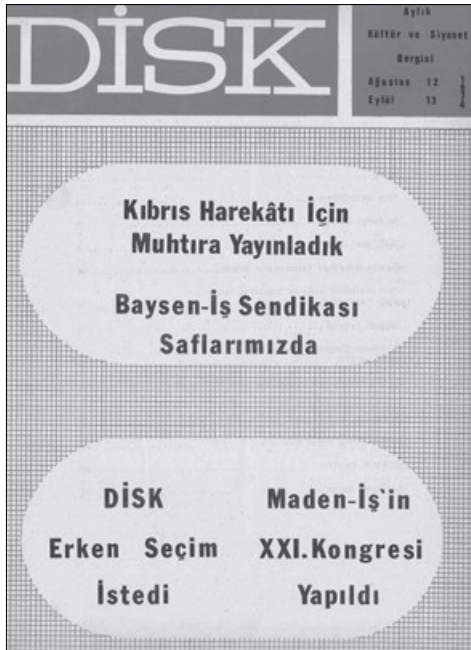 DİSK
Aylık
Kültür ve Siyaset
Dergisi
Ağustos 12
Eylül 13
Kıbrıs Harekâtı İçin
Muhtıra Yayınladık
Baysen-İş Sendikası
Saflarımızda
DİSK
Erken Seçim
İstedi
Maden-İş'in
XXI.Kongresi
Yapıldı